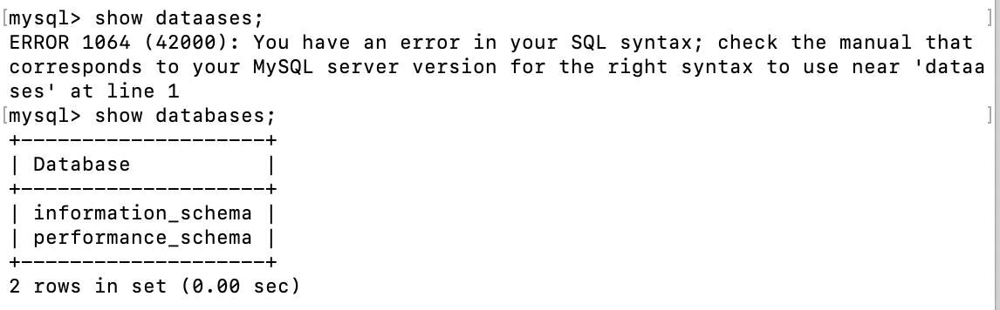 [mysql> show dataases; ]
ERROR 1064 (42000): You have an error in your SQL syntax; check the manual that
corresponds to your MySQL server version for the right syntax to use near 'dataa
ses' at line 1
[mysql> show databases; ]
+--------------------+
| Database           |
+--------------------+
| information_schema |
| performance_schema |
+--------------------+
2 rows in set (0.00 sec)